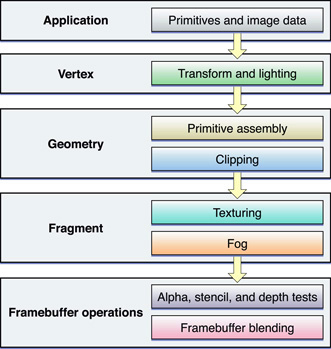 Application
Primitives and image data
Vertex
Transform and lighting
Geometry
Primitive assembly
Clipping
Fragment
Texturing
Fog
Framebuffer operations
Alpha, stencil, and depth tests
Framebuffer blending